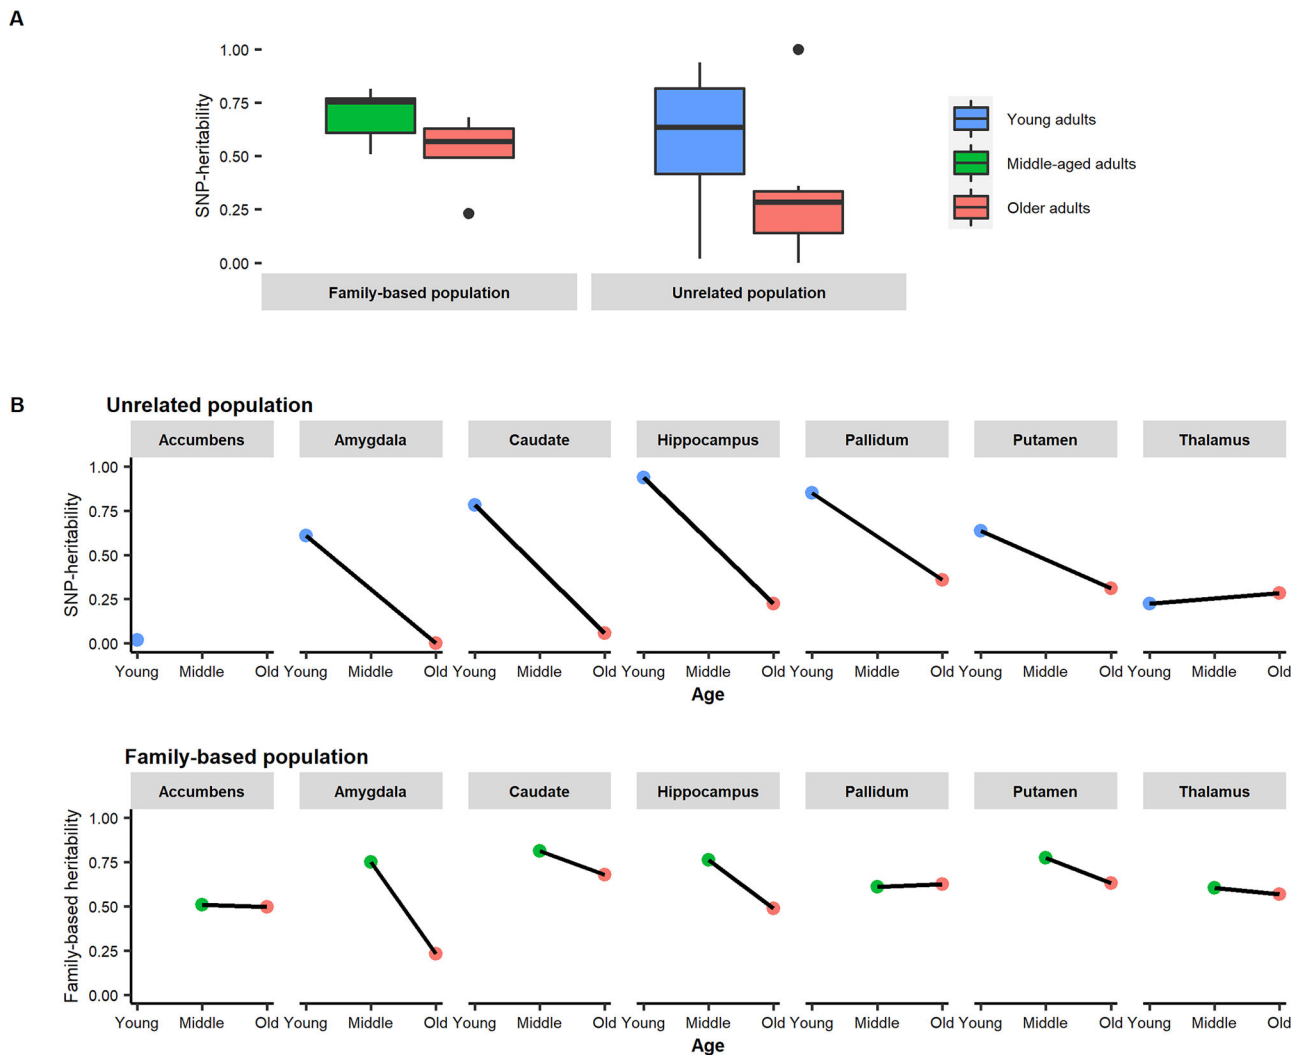 A
1.00
0.75
0.50
0.25
0.00
SNP-heritability
Family-based population
Unrelated population
Young adults
Middle-aged adults
Older adults
B
Unrelated population
Accumbens Amygdala Caudate Hippocampus Pallidum Putamen Thalamus
1.00
0.75
0.50
0.25
0.00
SNP-heritability
Young Middle Old Young Middle Old Young Middle Old Young Middle Old Young Middle Old Young Middle Old Young Middle Old
Age
Family-based population
Accumbens Amygdala Caudate Hippocampus Pallidum Putamen Thalamus
1.00
0.75
0.50
0.25
0.00
Family-based heritability
Young Middle Old Young Middle Old Young Middle Old Young Middle Old Young Middle Old Young Middle Old Young Middle Old
Age